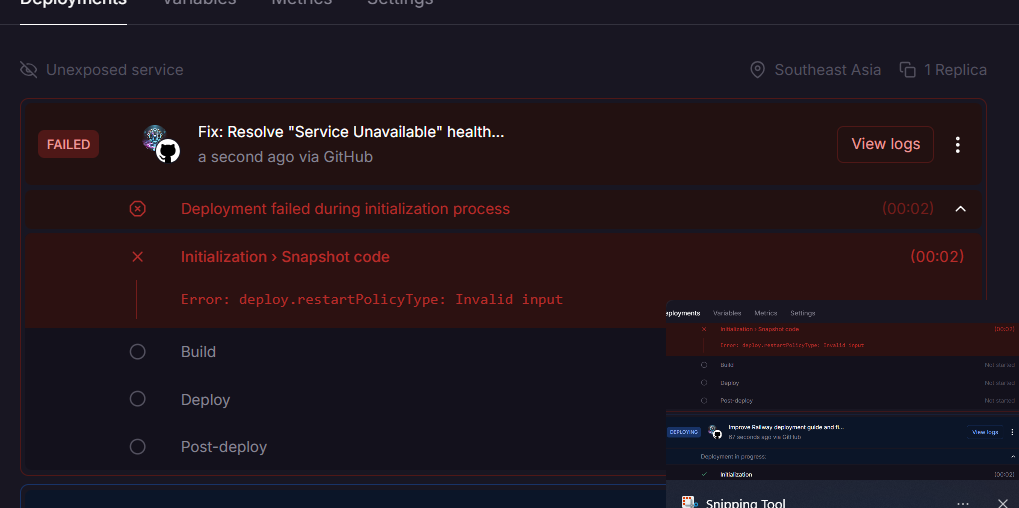 Deployments Variables Metrics Settings
Unexposed service
Southeast Asia 1 Replica
FAILED
Fix: Resolve "Service Unavailable" health...
a second ago via GitHub
View logs
Deployment failed during initialization process (00:02)
Initialization › Snapshot code (00:02)
Error: deploy.restartPolicyType: Invalid input
Build
Deploy
Post-deploy
eployments Variables Metrics Settings
Initialization › Snapshot code (00:02)
Error: deploy.restartPolicyType: Invalid input
Build Not started
Deploy Not started
Post-deploy Not started
DEPLOYING
Improve Railway deployment guide and fi...
67 seconds ago via GitHub
View logs
Deployment in progress:
Initialization (00:02)
Snipping Tool